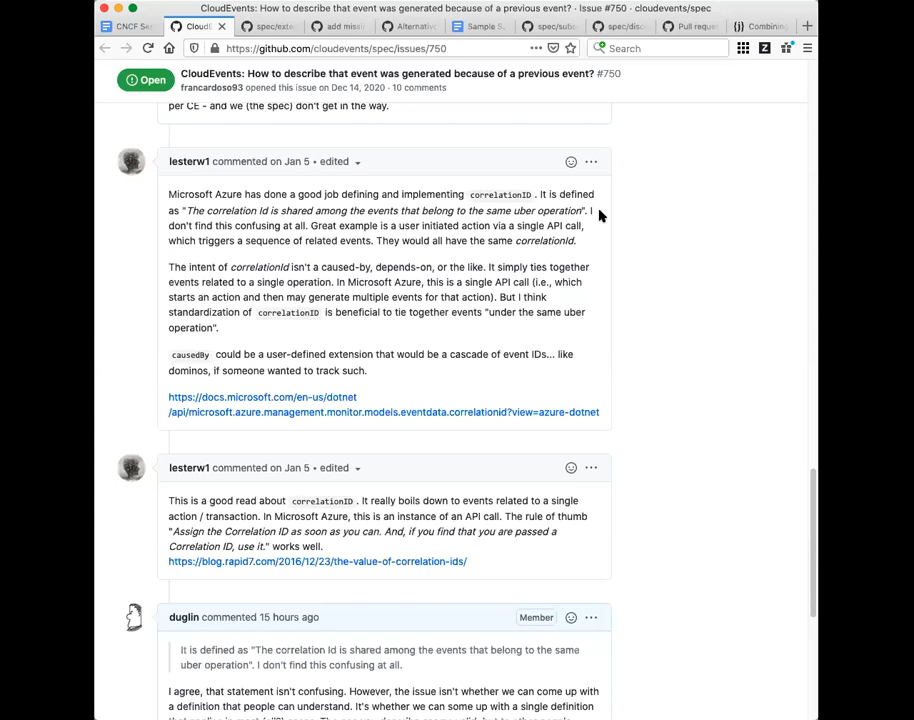 CloudEvents: How to describe that event was generated because of a previous event? · Issue #750 · cloudevents/spec
CNCF Ser
CloudE
spec/exte
add missi
Alternativ
Sample S
spec/subs
spec/disc
Pull reque
Combining
https://github.com/cloudevents/spec/issues/750
Search
Open
CloudEvents: How to describe that event was generated because of a previous event? #750
francardoso93 opened this issue on Dec 14, 2020 · 10 comments
per CE - and we (the spec) don't get in the way.
lesterw1 commented on Jan 5 • edited
Microsoft Azure has done a good job defining and implementing correlationID. It is defined
as "The correlation Id is shared among the events that belong to the same uber operation". I
don't find this confusing at all. Great example is a user initiated action via a single API call,
which triggers a sequence of related events. They would all have the same correlationId.
The intent of correlationId isn't a caused-by, depends-on, or the like. It simply ties together
events related to a single operation. In Microsoft Azure, this is a single API call (i.e., which
starts an action and then may generate multiple events for that action). But I think
standardization of correlationID is beneficial to tie together events "under the same uber
operation".
causedBy could be a user-defined extension that would be a cascade of event IDs... like
dominos, if someone wanted to track such.
https://docs.microsoft.com/en-us/dotnet
/api/microsoft.azure.management.monitor.models.eventdata.correlationid?view=azure-dotnet
lesterw1 commented on Jan 5 • edited
This is a good read about correlationID. It really boils down to events related to a single
action / transaction. In Microsoft Azure, this is an instance of an API call. The rule of thumb
"Assign the Correlation ID as soon as you can. And, if you find that you are passed a
Correlation ID, use it." works well.
https://blog.rapid7.com/2016/12/23/the-value-of-correlation-ids/
duglin commented 15 hours ago
Member
It is defined as "The correlation Id is shared among the events that belong to the same
uber operation". I don't find this confusing at all.
I agree, that statement isn't confusing. However, the issue isn't whether we can come up with
a definition that people can understand. It's whether we can some up with a single definition